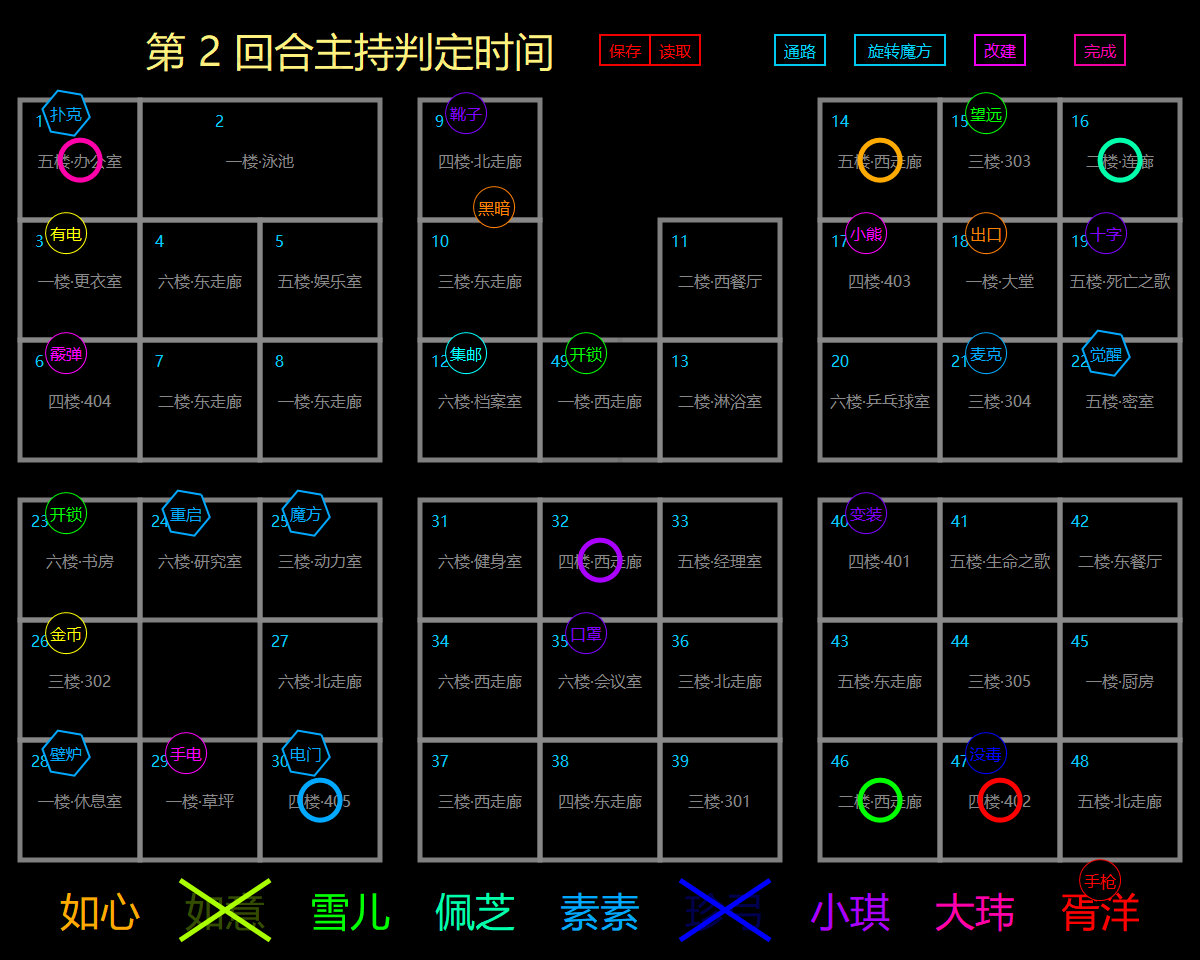 第 2 回合主持判定时间
保存 读取 通路 旋转魔方 改建 完成
1 扑克 2 9 靴子 14 15 望远 16
五楼·办公室 一楼·泳池 四楼·北走廊 五楼·西走廊 三楼·303 二楼·连廊
黑暗
3 有电 4 5 10 11 17 小熊 18 出口 19 十字
一楼·更衣室 六楼·东走廊 五楼·娱乐室 三楼·东走廊 二楼·西餐厅 四楼·403 一楼·大堂 五楼·死亡之歌
6 霰弹 7 8 12 集邮 49 开锁 13 20 21 麦克 22 觉醒
四楼·404 二楼·东走廊 一楼·东走廊 六楼·档案室 一楼·西走廊 二楼·淋浴室 六楼·乒乓球室 三楼·304 五楼·密室
23 开锁 24 重启 25 魔方 31 32 33 40 变装 41 42
六楼·书房 六楼·研究室 三楼·动力室 六楼·健身室 四楼·西走廊 五楼·经理室 四楼·401 五楼·生命之歌 二楼·东餐厅
26 金币 27 34 35 口罩 36 43 44 45
三楼·302 六楼·北走廊 六楼·西走廊 六楼·会议室 三楼·北走廊 五楼·东走廊 三楼·305 一楼·厨房
28 壁炉 29 手电 30 电门 37 38 39 46 47 没毒 48
一楼·休息室 一楼·草坪 四楼·405 三楼·西走廊 四楼·东走廊 三楼·301 二楼·西走廊 四楼·402 五楼·北走廊
手枪
如心 如意 雪儿 佩芝 素素 小琪 大玮 胥洋